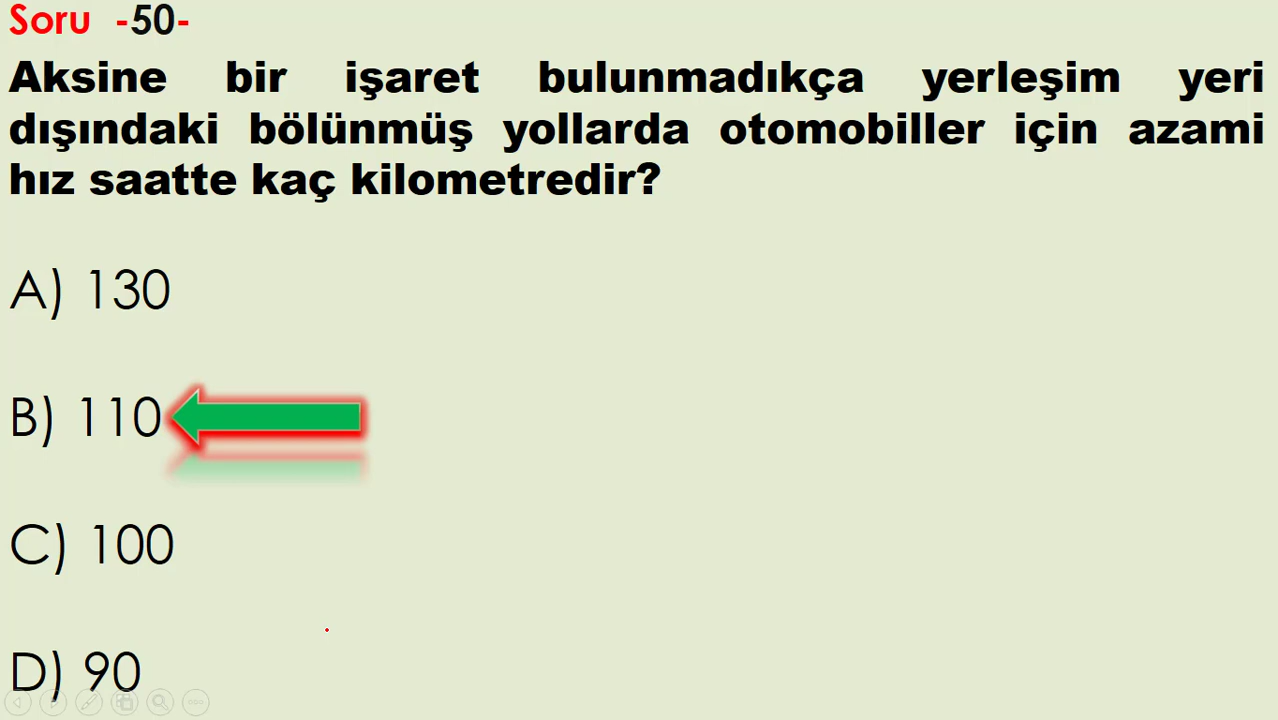 Soru -50-
Aksine bir işaret bulunmadıkça yerleşim yeri
dışındaki bölünmüş yollarda otomobiller için azami
hız saatte kaç kilometredir?
A) 130
B) 110
C) 100
D) 90